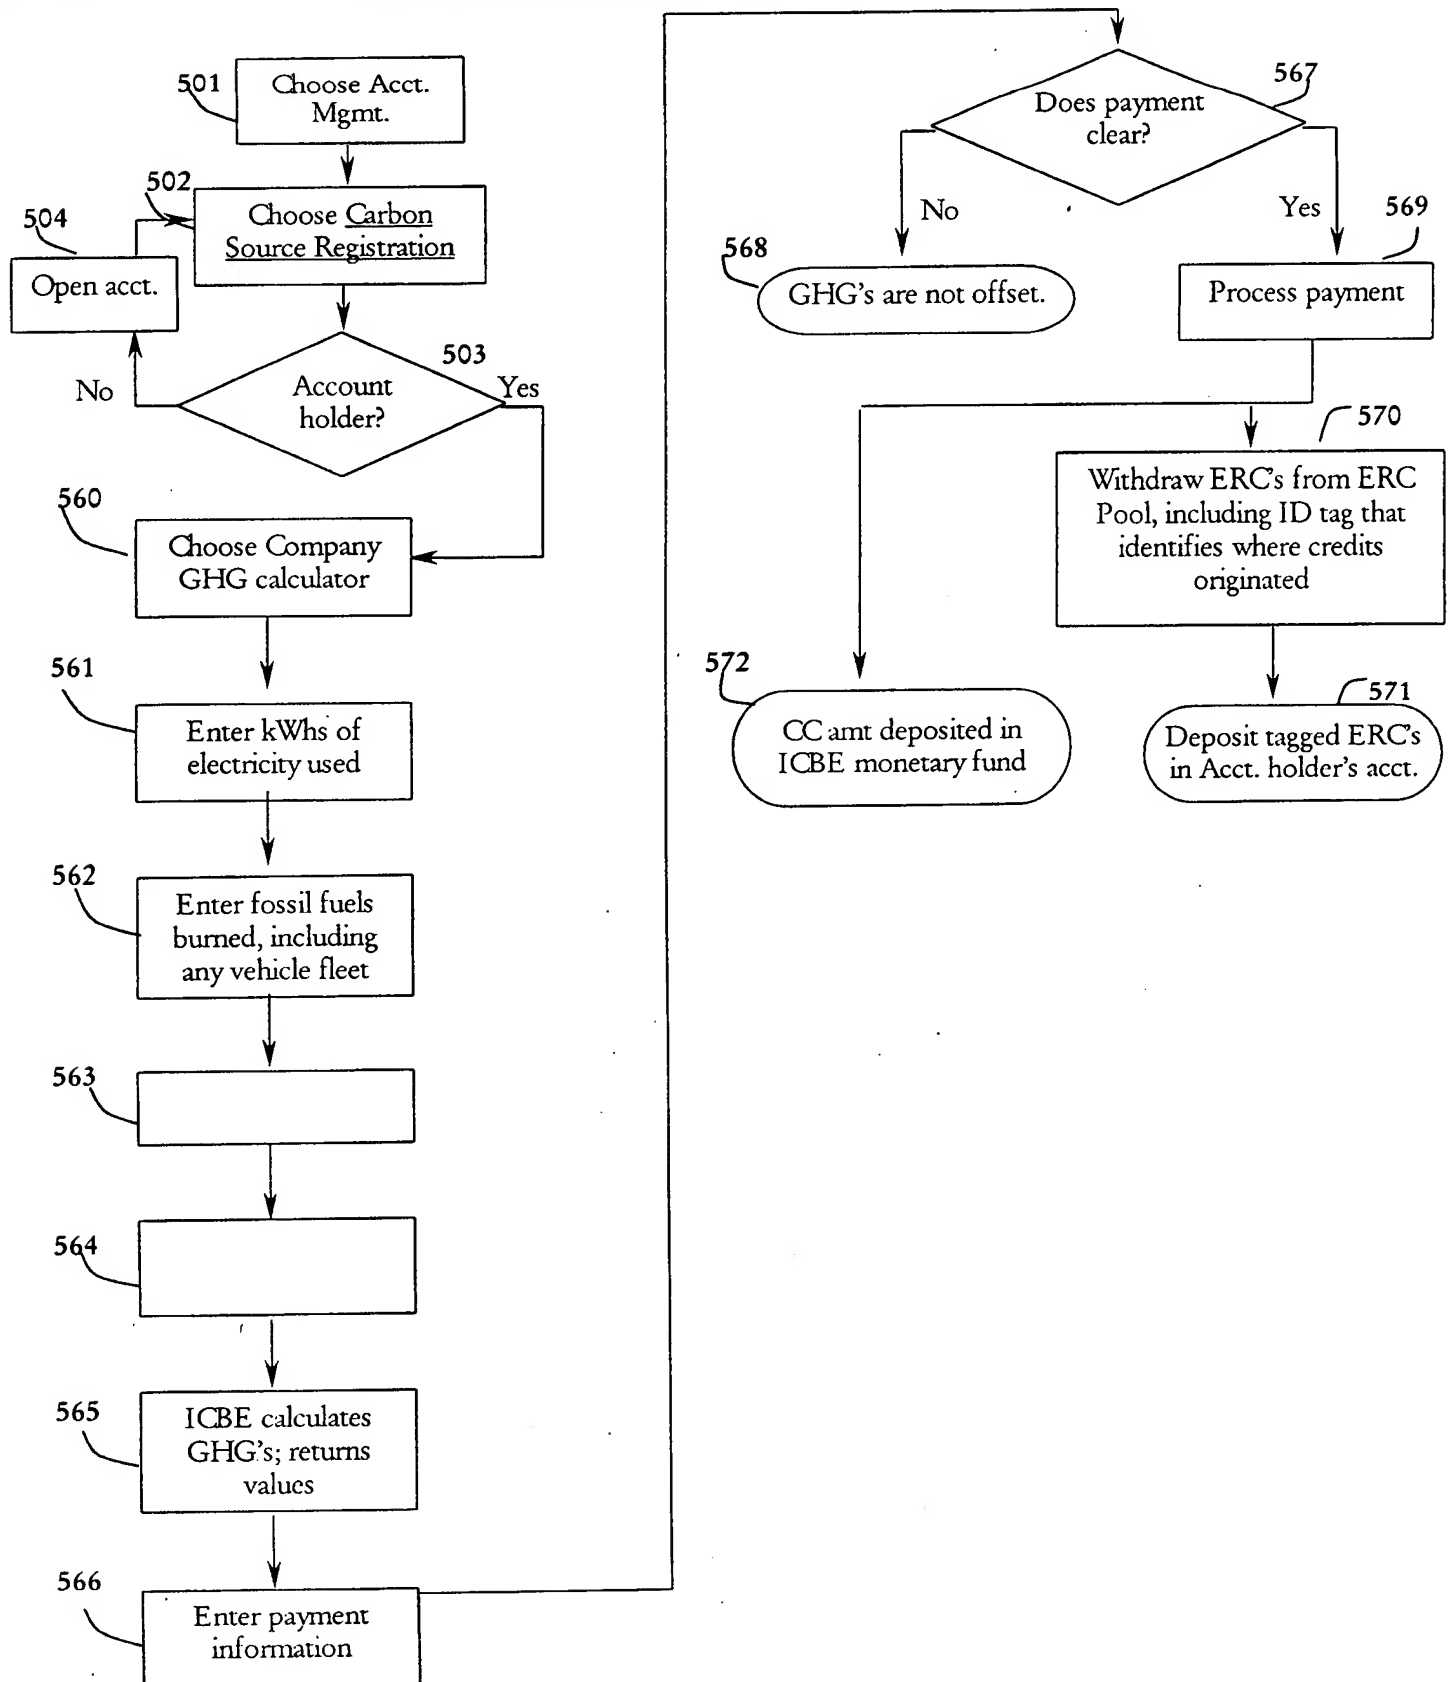 501
Choose Acct.
Mgmt.
502
Choose Carbon
Source Registration
504
Open acct.
503
Account
holder?
No
Yes
560
Choose Company
GHG calculator
561
Enter kWhs of
electricity used
562
Enter fossil fuels
burned, including
any vehicle fleet
563
564
565
ICBE calculates
GHG's; returns
values
566
Enter payment
information
567
Does payment
clear?
No
Yes
568
GHG's are not offset.
569
Process payment
570
Withdraw ERC's from ERC
Pool, including ID tag that
identifies where credits
originated
572
CC amt deposited in
ICBE monetary fund
571
Deposit tagged ERC's
in Acct. holder's acct.